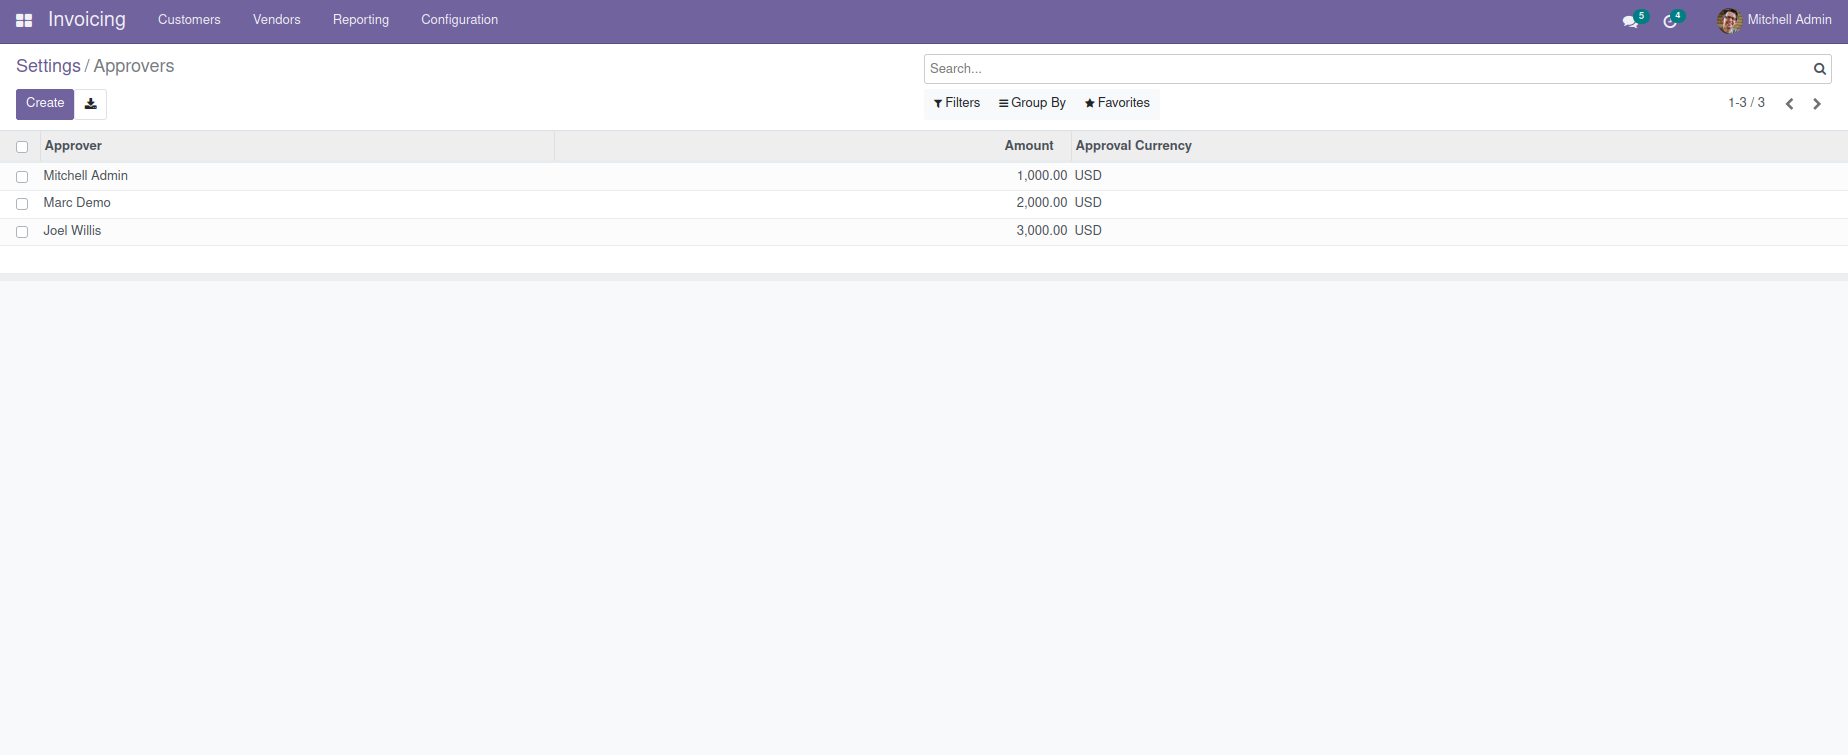 Invoicing Customers Vendors Reporting Configuration 5 4 Mitchell Admin
Settings / Approvers
Search...
Create
Filters Group By Favorites 1-3 / 3
Approver Amount Approval Currency
Mitchell Admin 1,000.00 USD
Marc Demo 2,000.00 USD
Joel Willis 3,000.00 USD